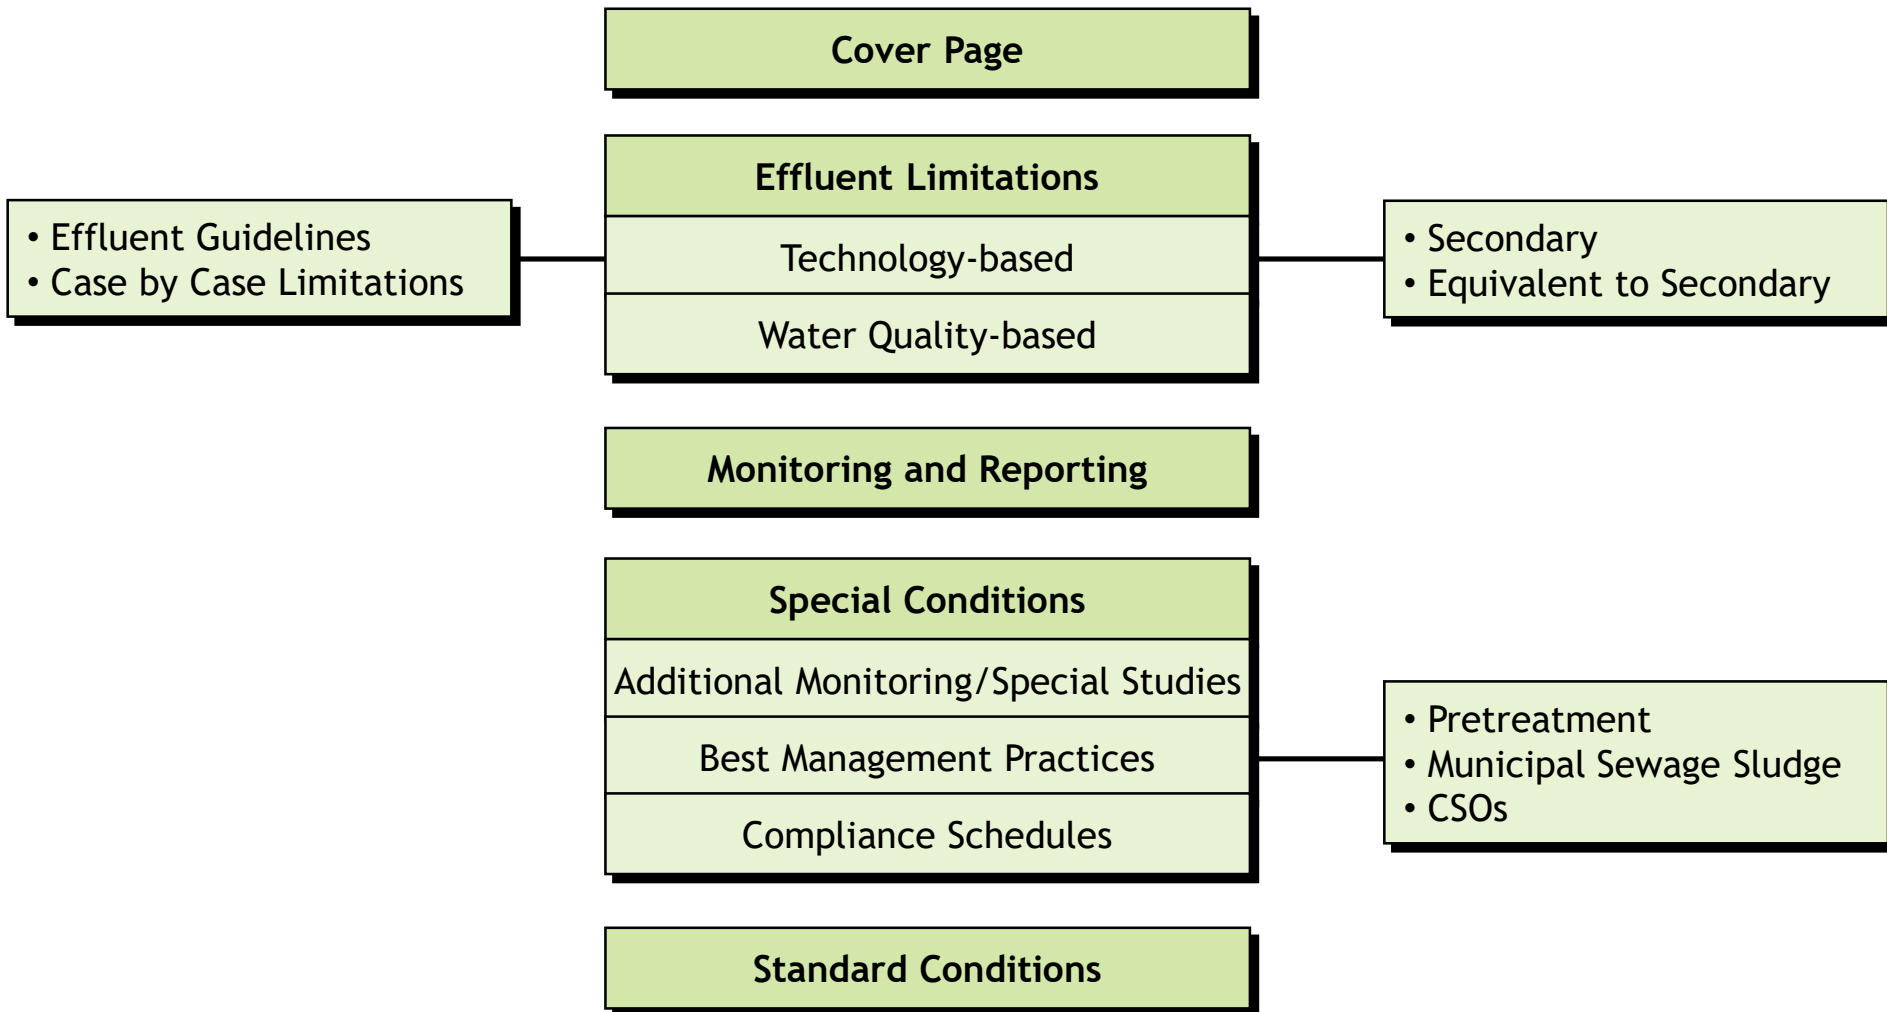 Cover Page
Effluent Limitations
• Effluent Guidelines
• Case by Case Limitations
Technology-based
• Secondary
• Equivalent to Secondary
Water Quality-based
Monitoring and Reporting
Special Conditions
Additional Monitoring/Special Studies
Best Management Practices
• Pretreatment
• Municipal Sewage Sludge
• CSOs
Compliance Schedules
Standard Conditions